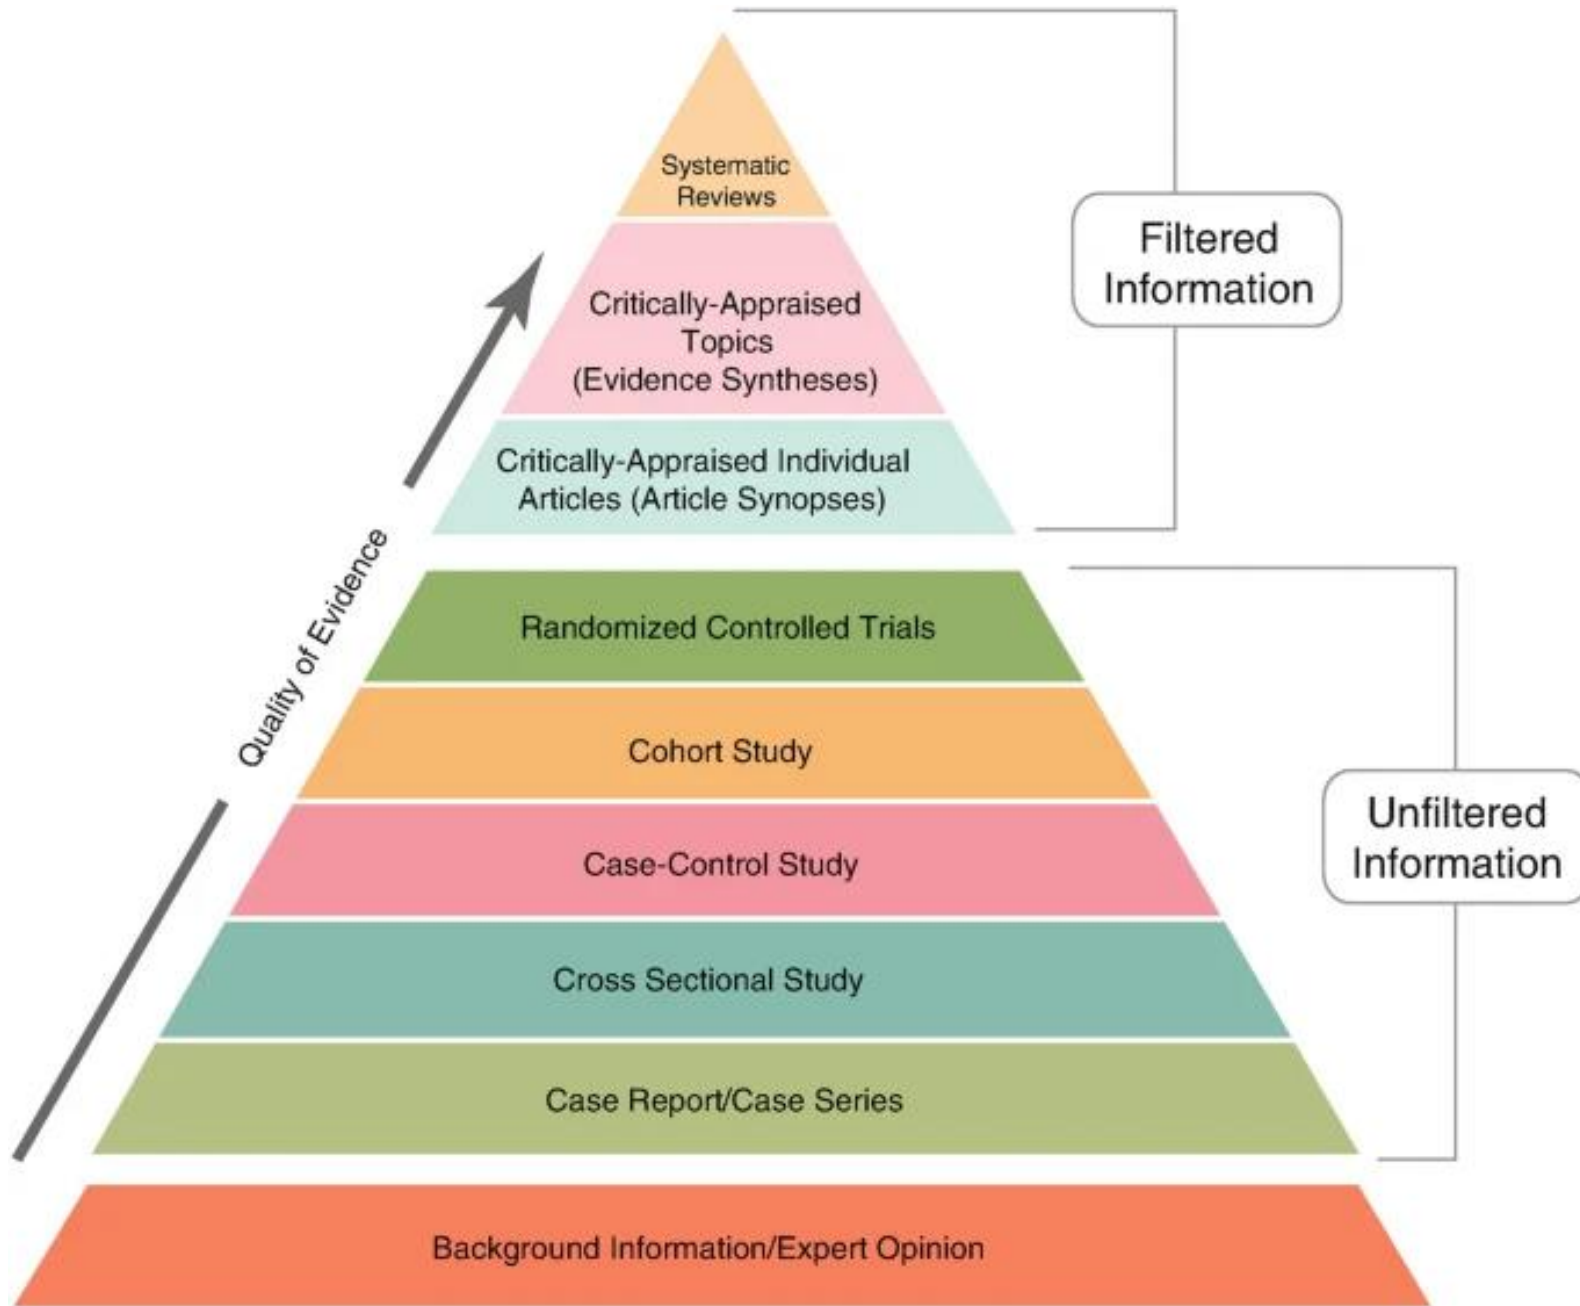 Systematic
Reviews
Critically-Appraised
Topics
(Evidence Syntheses)
Critically-Appraised Individual
Articles (Article Synopses)
Filtered
Information
Quality of Evidence
Randomized Controlled Trials
Cohort Study
Case-Control Study
Cross Sectional Study
Case Report/Case Series
Unfiltered
Information
Background Information/Expert Opinion